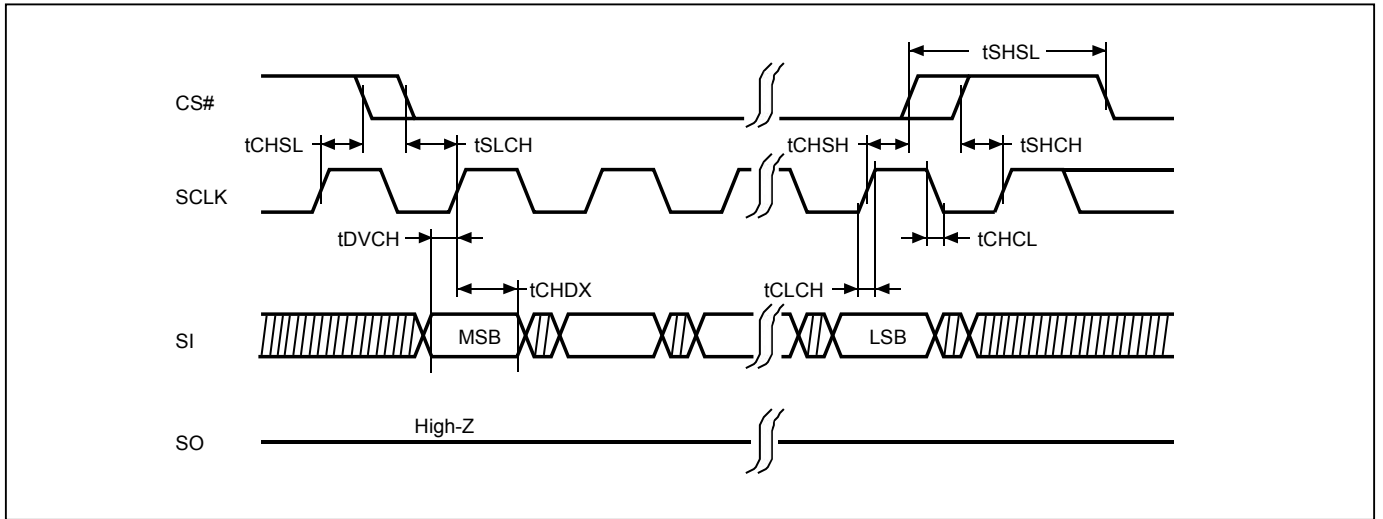 tSHSL
CS#
tCHSL
tSLCH
tCHSH
tSHCH
SCLK
tDVCH
tCHCL
tCHDX
tCLCH
SI
MSB
LSB
High-Z
SO